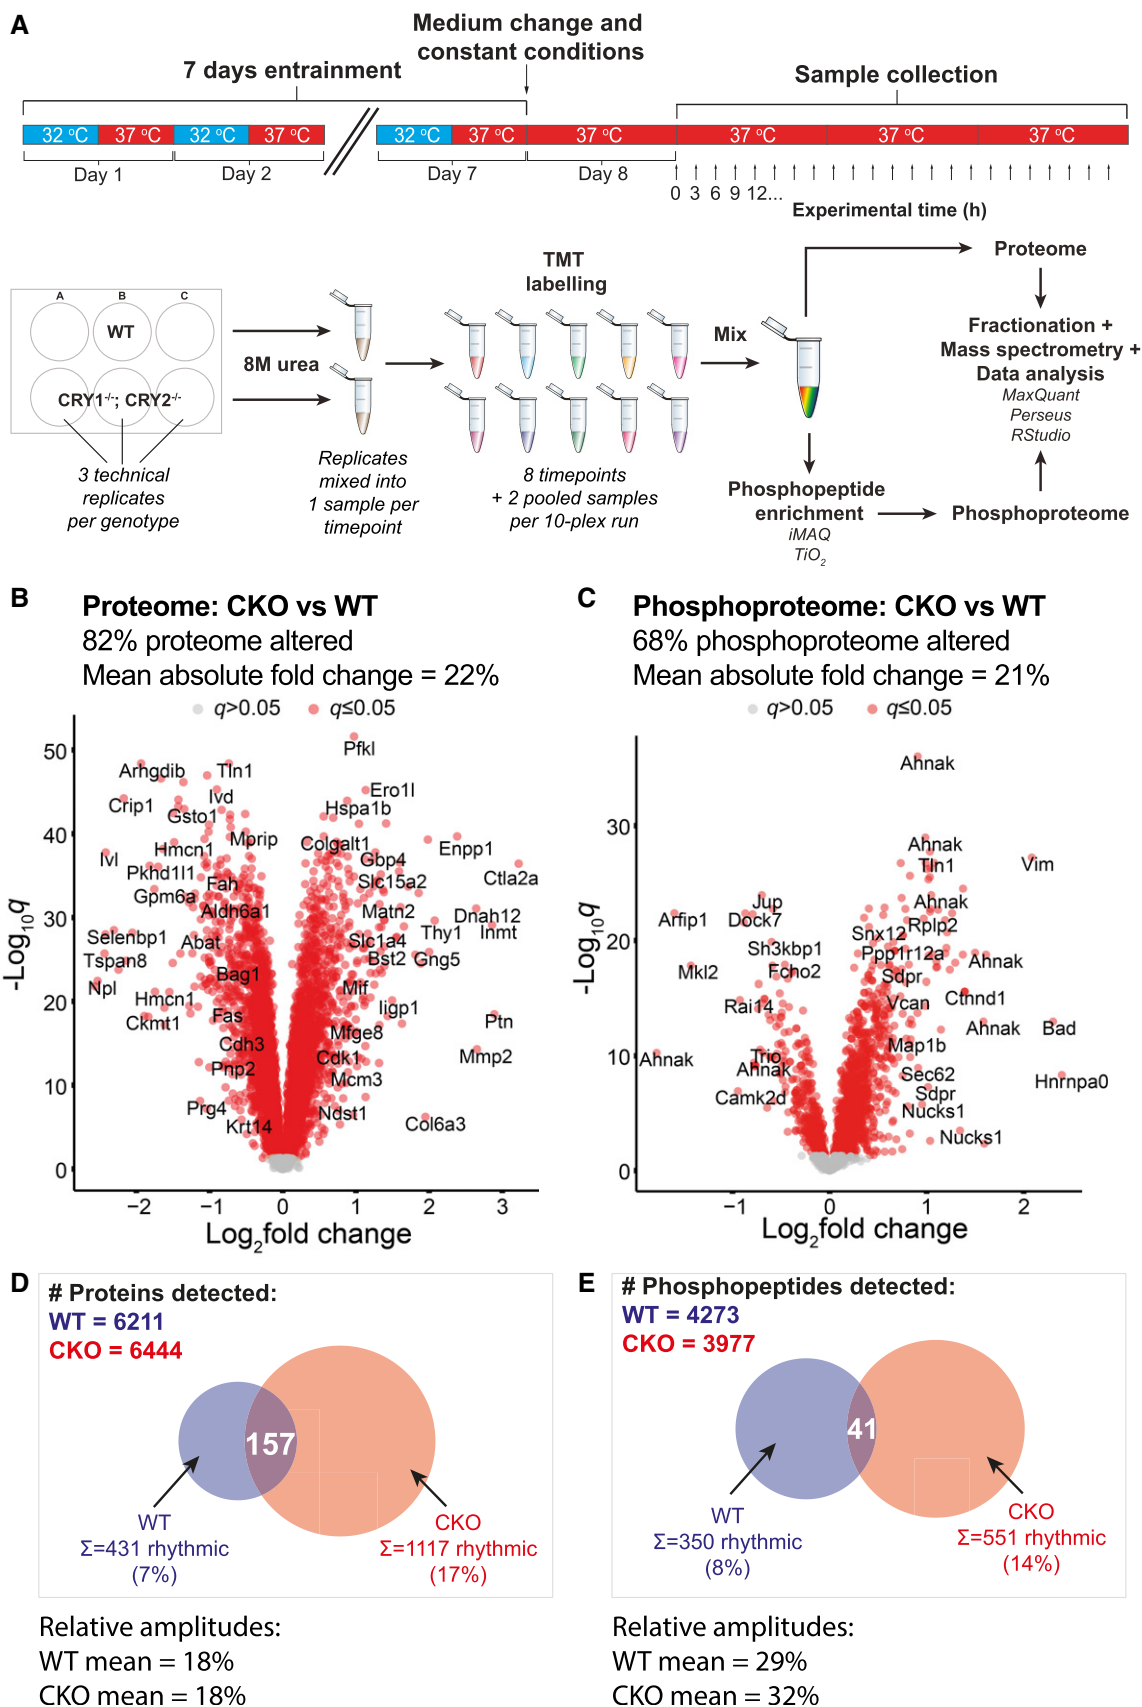 A
Medium change and
constant conditions
7 days entrainment
Sample collection
32 °C 37 °C 32 °C 37 °C 32 °C 37 °C 37 °C 37 °C 37 °C 37 °C
Day 1 Day 2 Day 7 Day 8
0 3 6 9 12...
Experimental time (h)
A B C
WT
CRY1-/-; CRY2-/-
3 technical
replicates
per genotype
8M urea
Replicates
mixed into
1 sample per
timepoint
TMT
labelling
8 timepoints
+ 2 pooled samples
per 10-plex run
Mix
Proteome
Fractionation +
Mass spectrometry +
Data analysis
MaxQuant
Perseus
RStudio
Phosphopeptide
enrichment
iMAQ
TiO2
Phosphoproteome
B
Proteome: CKO vs WT
82% proteome altered
Mean absolute fold change = 22%
q>0.05 q≤0.05
-Log10q
50
40
30
20
10
0
Pfkl
Arhgdib
Tln1
Ero1l
Ivd
Crip1
Hspa1b
Gsto1
Mprip
Colgalt1
Hmcn1
Enpp1
Ivl
Gbp4
Pkhd1l1
Ctla2a
Fah
Slc15a2
Gpm6a
Aldh6a1
Matn2
Dnah12
Thy1
Inmt
Selenbp1
Abat
Slc1a4
Tspan8
Bst2
Gng5
Bag1
Npl
Mif
Hmcn1
Iigp1
Fas
Ckmt1
Ptn
Mfge8
Cdh3
Cdk1
Mmp2
Pnp2
Mcm3
Prg4
Ndst1
Krt14
Col6a3
−2 −1 0 1 2 3
Log2fold change
C
Phosphoproteome: CKO vs WT
68% phosphoproteome altered
Mean absolute fold change = 21%
q>0.05 q≤0.05
-Log10q
30
20
10
0
Ahnak
Ahnak
Tln1
Vim
Jup
Ahnak
Arfip1
Dock7
Snx12
Rplp2
Sh3kbp1
Ppp1r12a
Ahnak
Mkl2
Fcho2
Sdpr
Rai14
Vcan
Ctnnd1
Ahnak
Bad
Map1b
Trio
Ahnak
Ahnak
Sec62
Hnrnpa0
Camk2d
Sdpr
Nucks1
Nucks1
−1 0 1 2
Log2fold change
D
# Proteins detected:
WT = 6211
CKO = 6444
157
WT
Σ=431 rhythmic
(7%)
CKO
Σ=1117 rhythmic
(17%)
Relative amplitudes:
WT mean = 18%
CKO mean = 18%
E
# Phosphopeptides detected:
WT = 4273
CKO = 3977
41
WT
Σ=350 rhythmic
(8%)
CKO
Σ=551 rhythmic
(14%)
Relative amplitudes:
WT mean = 29%
CKO mean = 32%